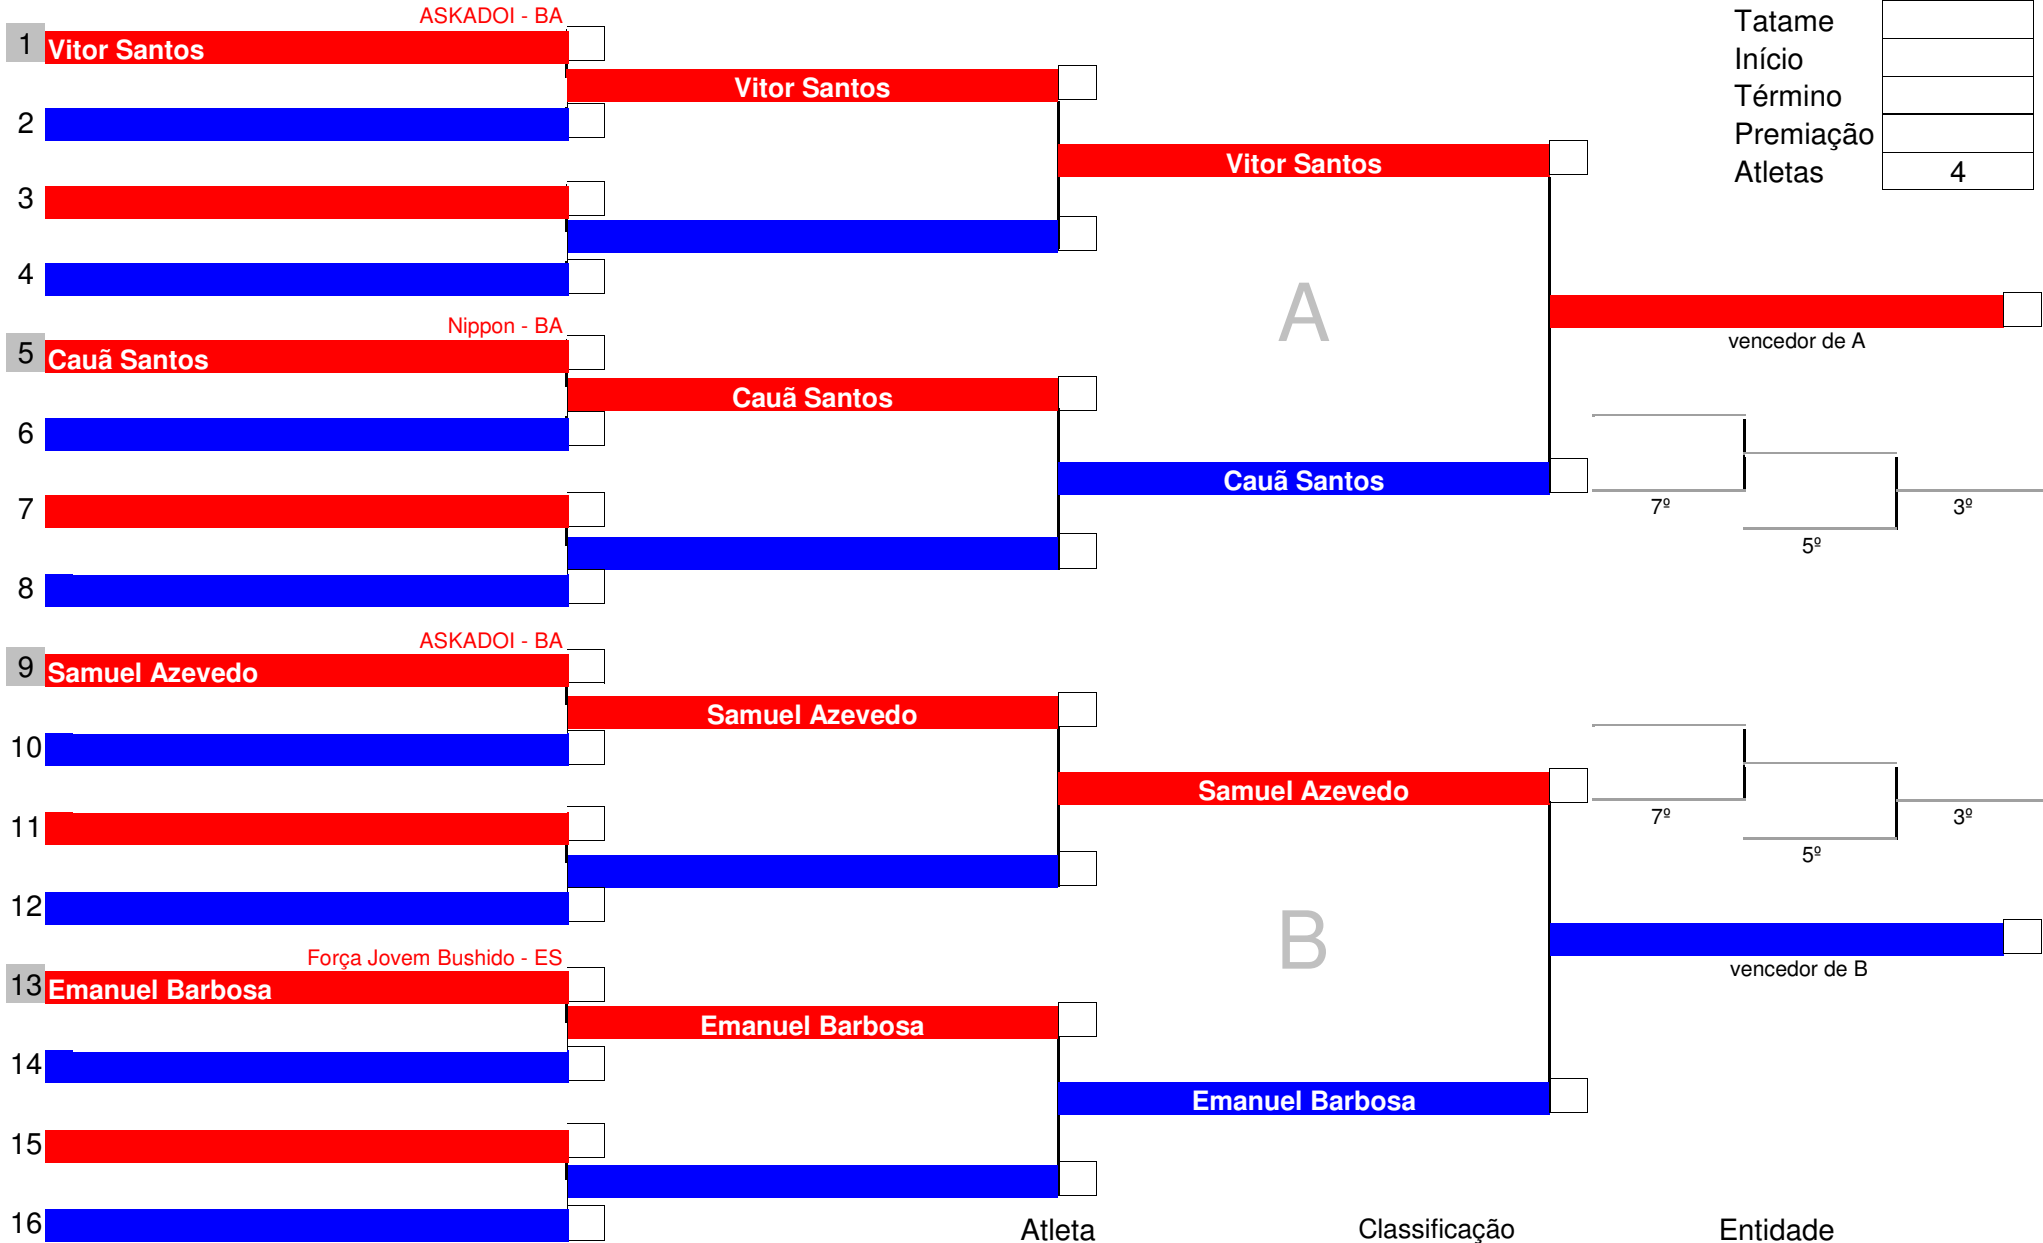 ASKADOI - BA
1 Vitor Santos
Vitor Santos
2
Vitor Santos
3
4
Nippon - BA
5 Cauã Santos
Cauã Santos
6
Cauã Santos
7
8
A
vencedor de A
7º
5º
3º
Tatame
Início
Término
Premiação
Atletas 4
ASKADOI - BA
9 Samuel Azevedo
Samuel Azevedo
10
Samuel Azevedo
11
12
Força Jovem Bushido - ES
13 Emanuel Barbosa
Emanuel Barbosa
14
Emanuel Barbosa
15
16
B
7º
5º
3º
vencedor de B
Atleta Classificação Entidade